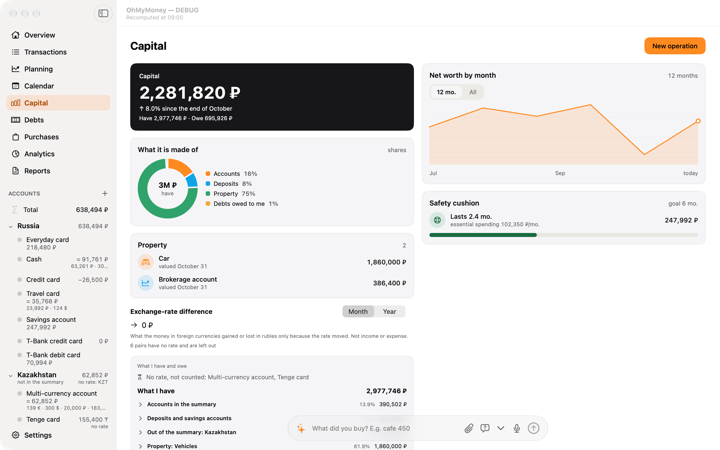 OhMyMoney — DEBUG
Recomputed at 09:00
Overview
Transactions
Planning
Calendar
Capital
Debts
Purchases
Analytics
Reports
ACCOUNTS
Total 638,494 ₽
Russia 638,494 ₽
Everyday card
218,480 ₽
Cash ≈ 91,761 ₽
63,261 ₽ · 30…
Credit card −26,500 ₽
Travel card
≈ 35,768 ₽
23,992 ₽ · 124 $
Savings account
247,992 ₽
T-Bank credit card 0 ₽
T-Bank debit card
70,994 ₽
Kazakhstan 62,852 ₽
not in the summary no rate: KZT
Multi-currency account
≈ 62,852 ₽
139 € · 300 $ · 20,000 ₽ · 183,…
Tenge card 155,400 ₸
no rate
Settings
Capital
New operation
Capital
2,281,820 ₽
↑ 8.0% since the end of October
Have 2,977,746 ₽ · Owe 695,926 ₽
What it is made of shares
3M ₽
have
Accounts 16%
Deposits 8%
Property 75%
Debts owed to me 1%
Property 2
Car
valued October 31
1,860,000 ₽
Brokerage account
valued October 31
386,400 ₽
Exchange-rate difference
Month Year
→ 0 ₽
What the money in foreign currencies gained or lost in rubles only because the rate moved. Not income or expense.
6 pairs have no rate and are left out
What I have and owe
No rate, not counted: Multi-currency account, Tenge card
What I have 2,977,746 ₽
Accounts in the summary 13.9% 390,502 ₽
Deposits and savings accounts
Out of the summary: Kazakhstan
Property: Vehicles 61.9% 1,860,000 ₽
Net worth by month 12 months
12 mo. All
Jul Sep today
Safety cushion goal 6 mo.
Lasts 2.4 mo.
essential spending 102,350 ₽/mo.
247,992 ₽
What did you buy? E.g. cafe 450